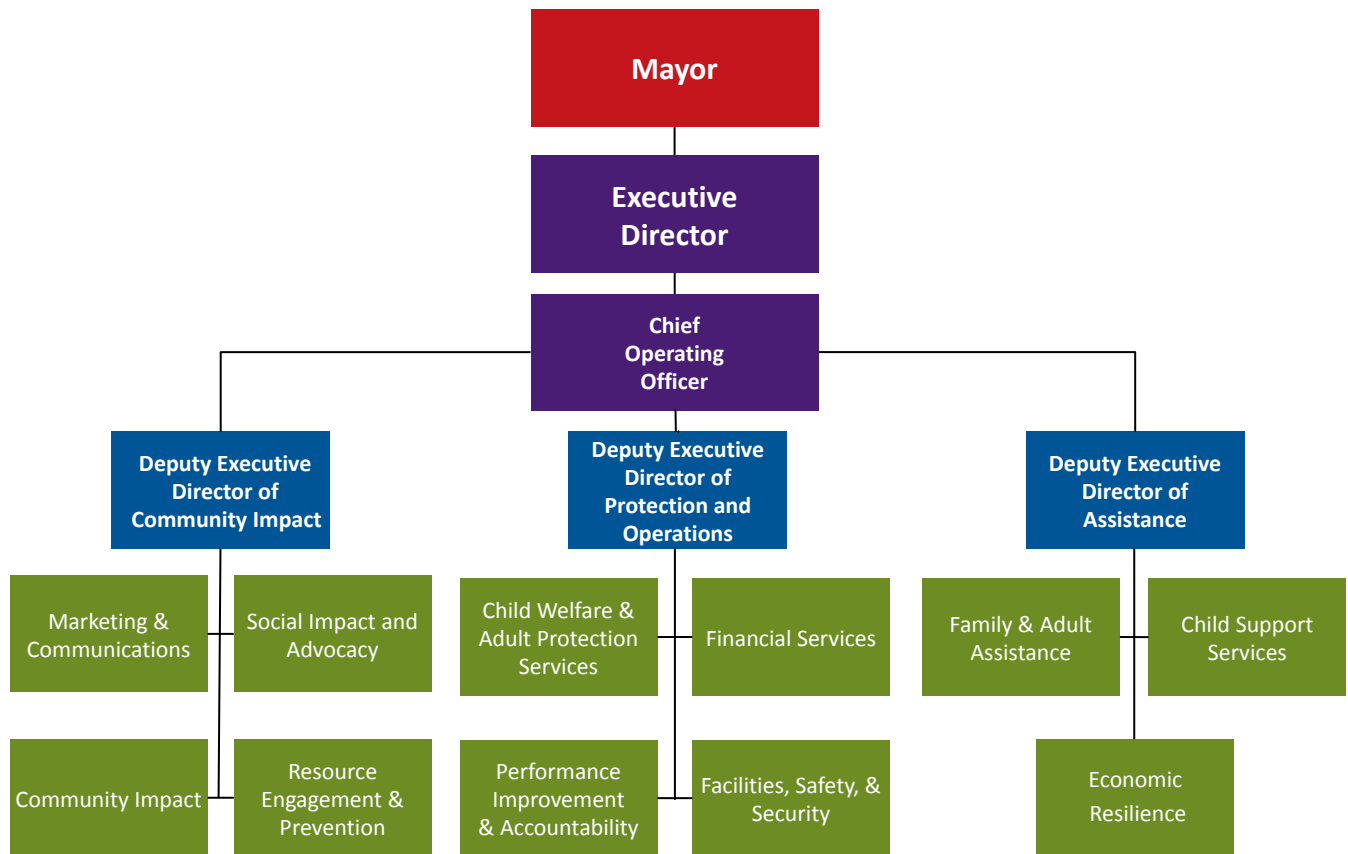 Mayor
Executive
Director
Chief
Operating
Officer
Deputy Executive
Director of
Community Impact
Deputy Executive
Director of
Protection and
Operations
Deputy Executive
Director of
Assistance
Marketing &
Communications
Social Impact and
Advocacy
Child Welfare &
Adult Protection
Services
Financial Services
Family & Adult
Assistance
Child Support
Services
Community Impact
Resource
Engagement &
Prevention
Performance
Improvement
& Accountability
Facilities, Safety, &
Security
Economic
Resilience